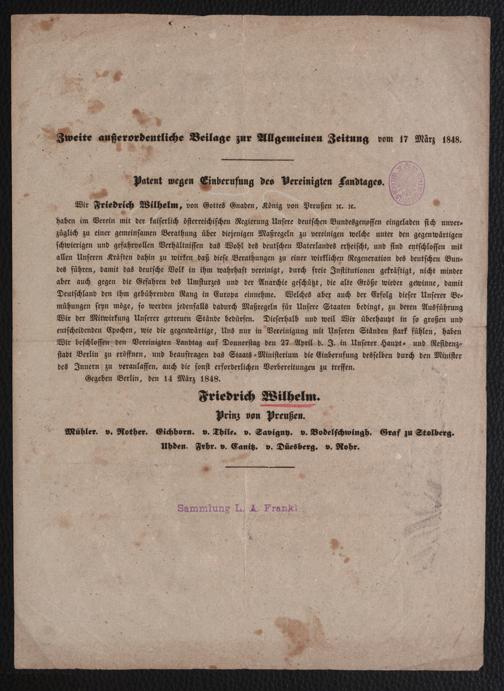 Zweite außerordentliche Beilage zur Allgemeinen Zeitung vom 17 März 1848.
Patent wegen Einberufung des Vereinigten Landtages.
Wir Friedrich Wilhelm, von Gottes Gnaden, König von Preußen ꝛc. ꝛc.
haben im Verein mit der kaiserlich österreichischen Regierung Unsere deutschen Bundesgenossen eingeladen sich unver-
züglich zu einer gemeinsamen Berathung über diejenigen Maßregeln zu vereinigen welche unter den gegenwärtigen
schwierigen und gefahrvollen Verhältnissen das Wohl des deutschen Vaterlandes erheischt, und sind entschlossen mit
allen Unseren Kräften dahin zu wirken daß diese Berathungen zu einer wirklichen Regeneration des deutschen Bun-
des führen, damit das deutsche Volk in ihm wahrhaft vereinigt, durch freie Institutionen gekräftigt, nicht minder
aber auch gegen die Gefahren des Umsturzes und der Anarchie geschützt, die alte Größe wieder gewinne, damit
Deutschland den ihm gebührenden Rang in Europa einnehme. Welches aber auch der Erfolg dieser Unserer Be-
mühungen seyn möge, so werden jedenfalls dadurch Maßregeln für Unsere Staaten bedingt, zu deren Ausführung
Wir der Mitwirkung Unserer getreuen Stände bedürfen. Dieserhalb und weil Wir überhaupt in so großen und
entscheidenden Epochen, wie die gegenwärtige, Uns nur in Vereinigung mit Unseren Ständen stark fühlen, haben
Wir beschlossen den Vereinigten Landtag auf Donnerstag den 27 April d. J. in Unserer Haupt- und Residenz-
stadt Berlin zu eröffnen, und beauftragen das Staats-Ministerium die Einberufung desselben durch den Minister
des Innern zu veranlassen, auch die sonst erforderlichen Vorbereitungen zu treffen.
Gegeben Berlin, den 14 März 1848.
Friedrich Wilhelm.
Prinz von Preußen.
Mühler. v. Rother. Eichhorn. v. Thile. v. Savigny. v. Bodelschwingh. Graf zu Stolberg.
Uhden. Frhr. v. Canitz. v. Düesberg. v. Rohr.
Sammlung L. A. Frankl